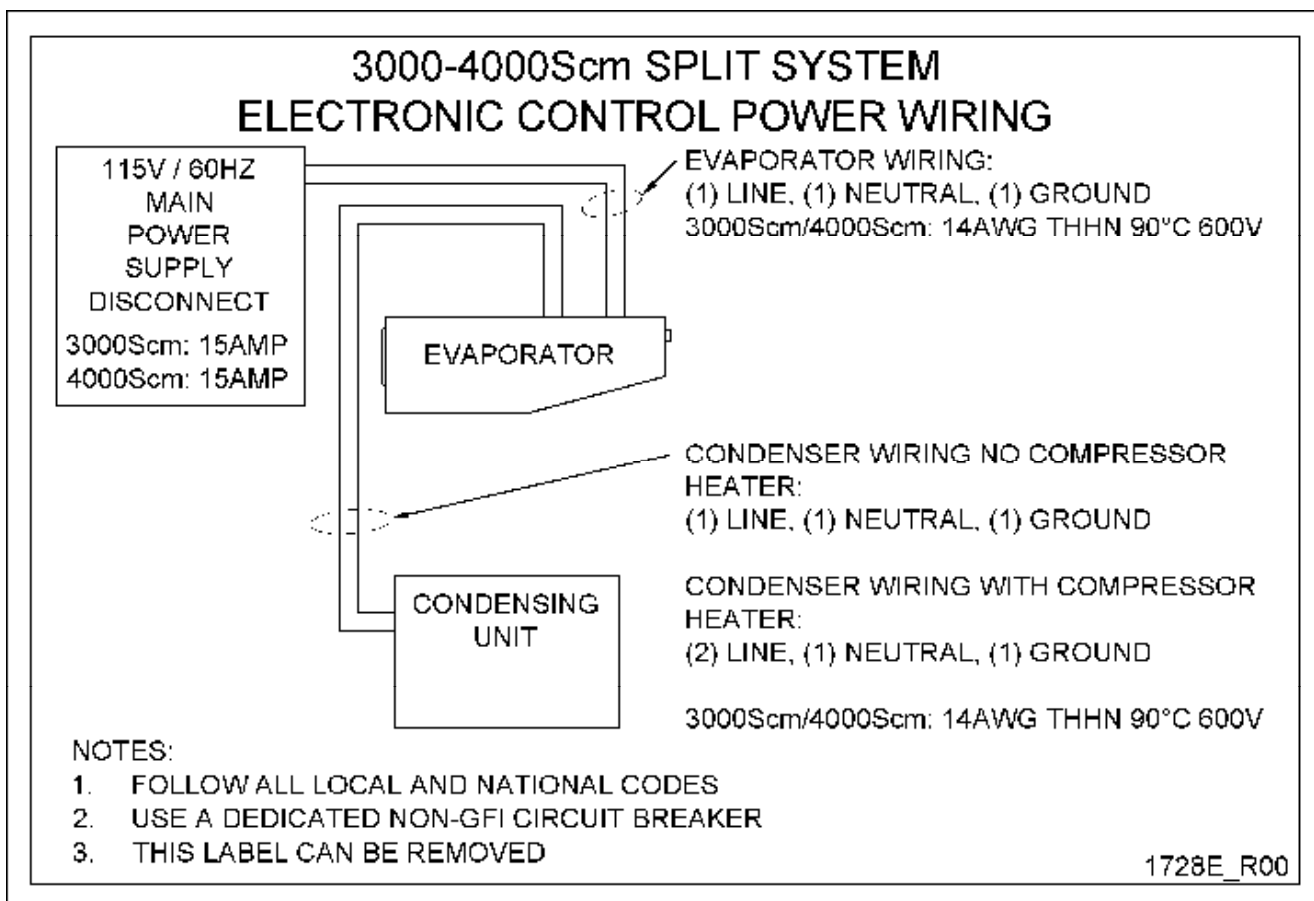 3000-4000Scm SPLIT SYSTEM
ELECTRONIC CONTROL POWER WIRING
115V / 60HZ
MAIN
POWER
SUPPLY
DISCONNECT
3000Scm: 15AMP
4000Scm: 15AMP
EVAPORATOR WIRING:
(1) LINE, (1) NEUTRAL, (1) GROUND
3000Scm/4000Scm: 14AWG THHN 90°C 600V
EVAPORATOR
CONDENSER WIRING NO COMPRESSOR
HEATER:
(1) LINE, (1) NEUTRAL, (1) GROUND
CONDENSING
UNIT
CONDENSER WIRING WITH COMPRESSOR
HEATER:
(2) LINE, (1) NEUTRAL, (1) GROUND
3000Scm/4000Scm: 14AWG THHN 90°C 600V
NOTES:
1. FOLLOW ALL LOCAL AND NATIONAL CODES
2. USE A DEDICATED NON-GFI CIRCUIT BREAKER
3. THIS LABEL CAN BE REMOVED
1728E_R00